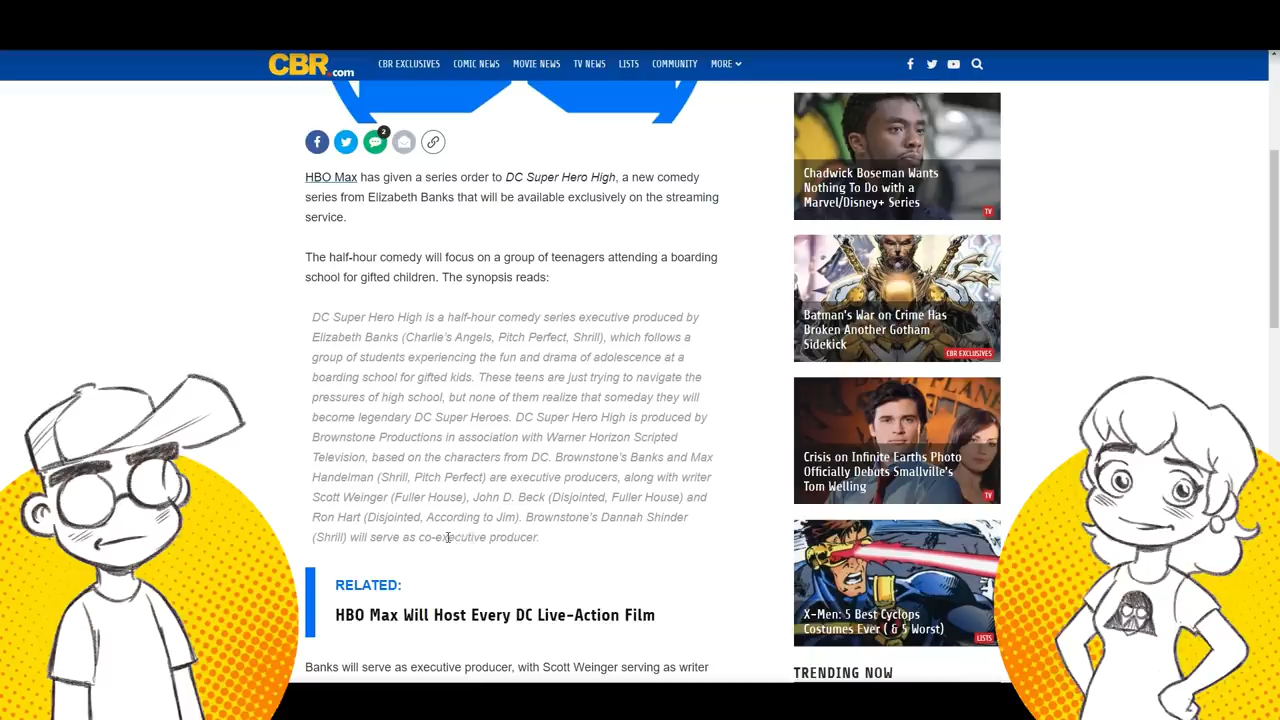 CBR.com
CBR EXCLUSIVES
COMIC NEWS
MOVIE NEWS
TV NEWS
LISTS
COMMUNITY
MORE
2
HBO Max has given a series order to DC Super Hero High, a new comedy
series from Elizabeth Banks that will be available exclusively on the streaming
service.
The half-hour comedy will focus on a group of teenagers attending a boarding
school for gifted children. The synopsis reads:
DC Super Hero High is a half-hour comedy series executive produced by
Elizabeth Banks (Charlie's Angels, Pitch Perfect, Shrill), which follows a
group of students experiencing the fun and drama of adolescence at a
boarding school for gifted kids. These teens are just trying to navigate the
pressures of high school, but none of them realize that someday they will
become legendary DC Super Heroes. DC Super Hero High is produced by
Brownstone Productions in association with Warner Horizon Scripted
Television, based on the characters from DC. Brownstone's Banks and Max
Handelman (Shrill, Pitch Perfect) are executive producers, along with writer
Scott Weinger (Fuller House), John D. Beck (Disjointed, Fuller House) and
Ron Hart (Disjointed, According to Jim). Brownstone's Dannah Shinder
(Shrill) will serve as co-executive producer.
RELATED:
HBO Max Will Host Every DC Live-Action Film
Banks will serve as executive producer, with Scott Weinger serving as writer
Chadwick Boseman Wants
Nothing To Do with a
Marvel/Disney+ Series
TV
Batman's War on Crime Has
Broken Another Gotham
Sidekick
CBR EXCLUSIVES
Crisis on Infinite Earths Photo
Officially Debuts Smallville's
Tom Welling
TV
X-Men: 5 Best Cyclops
Costumes Ever ( & 5 Worst)
LISTS
TRENDING NOW